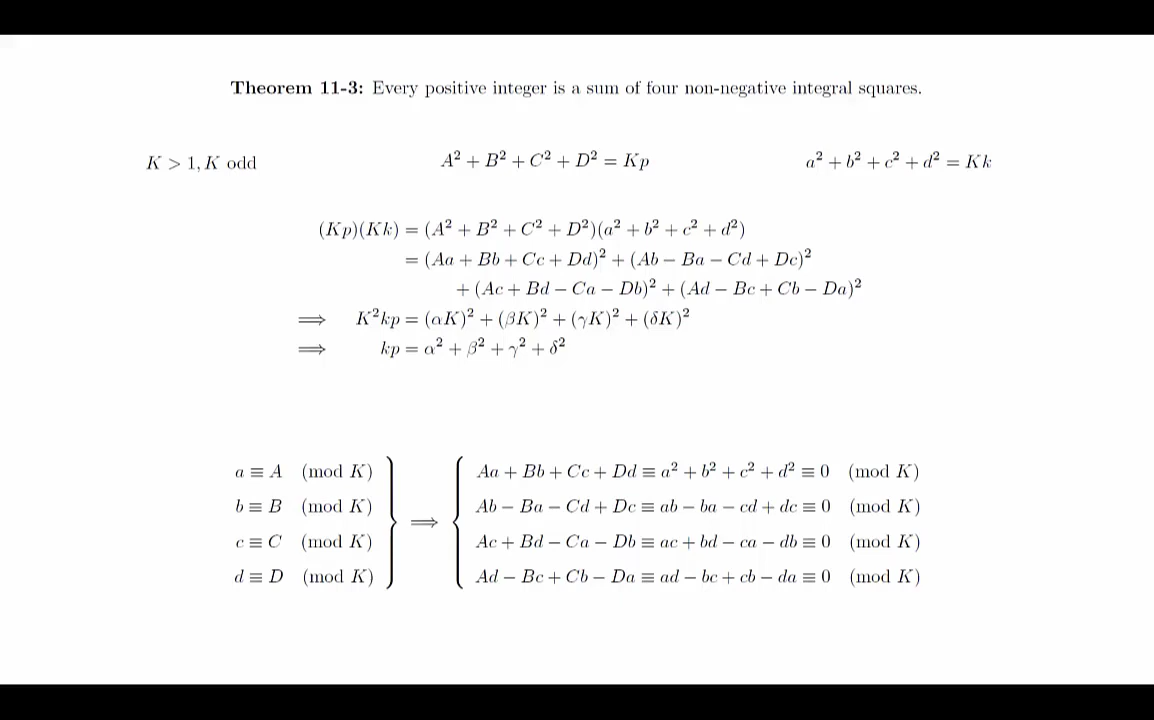 Theorem 11-3: Every positive integer is a sum of four non-negative integral squares.
K > 1, K odd A² + B² + C² + D² = Kp a² + b² + c² + d² = Kk
(Kp)(Kk) = (A² + B² + C² + D²)(a² + b² + c² + d²)
= (Aa + Bb + Cc + Dd)² + (Ab − Ba − Cd + Dc)²
+ (Ac + Bd − Ca − Db)² + (Ad − Bc + Cb − Da)²
⟹ K²kp = (αK)² + (βK)² + (γK)² + (δK)²
⟹ kp = α² + β² + γ² + δ²
a ≡ A (mod K) Aa + Bb + Cc + Dd ≡ a² + b² + c² + d² ≡ 0 (mod K)
b ≡ B (mod K) Ab − Ba − Cd + Dc ≡ ab − ba − cd + dc ≡ 0 (mod K)
⟹
c ≡ C (mod K) Ac + Bd − Ca − Db ≡ ac + bd − ca − db ≡ 0 (mod K)
d ≡ D (mod K) Ad − Bc + Cb − Da ≡ ad − bc + cb − da ≡ 0 (mod K)